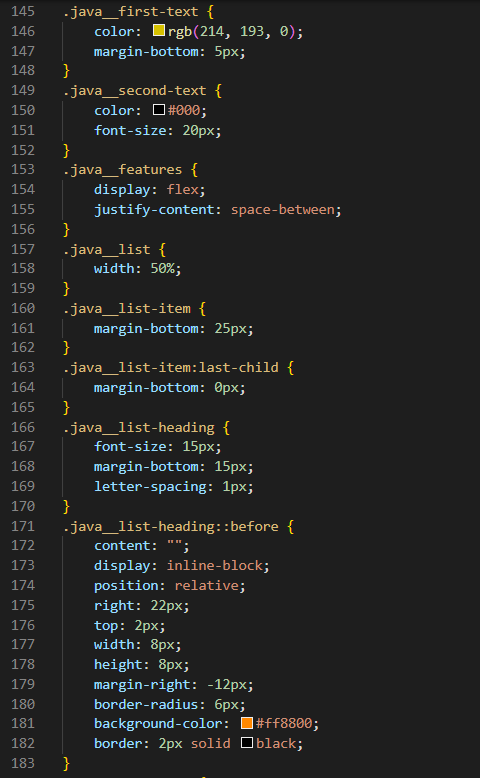 145 .java__first-text {
146     color: rgb(214, 193, 0);
147     margin-bottom: 5px;
148 }
149 .java__second-text {
150     color: #000;
151     font-size: 20px;
152 }
153 .java__features {
154     display: flex;
155     justify-content: space-between;
156 }
157 .java__list {
158     width: 50%;
159 }
160 .java__list-item {
161     margin-bottom: 25px;
162 }
163 .java__list-item:last-child {
164     margin-bottom: 0px;
165 }
166 .java__list-heading {
167     font-size: 15px;
168     margin-bottom: 15px;
169     letter-spacing: 1px;
170 }
171 .java__list-heading::before {
172     content: "";
173     display: inline-block;
174     position: relative;
175     right: 22px;
176     top: 2px;
177     width: 8px;
178     height: 8px;
179     margin-right: -12px;
180     border-radius: 6px;
181     background-color: #ff8800;
182     border: 2px solid black;
183 }